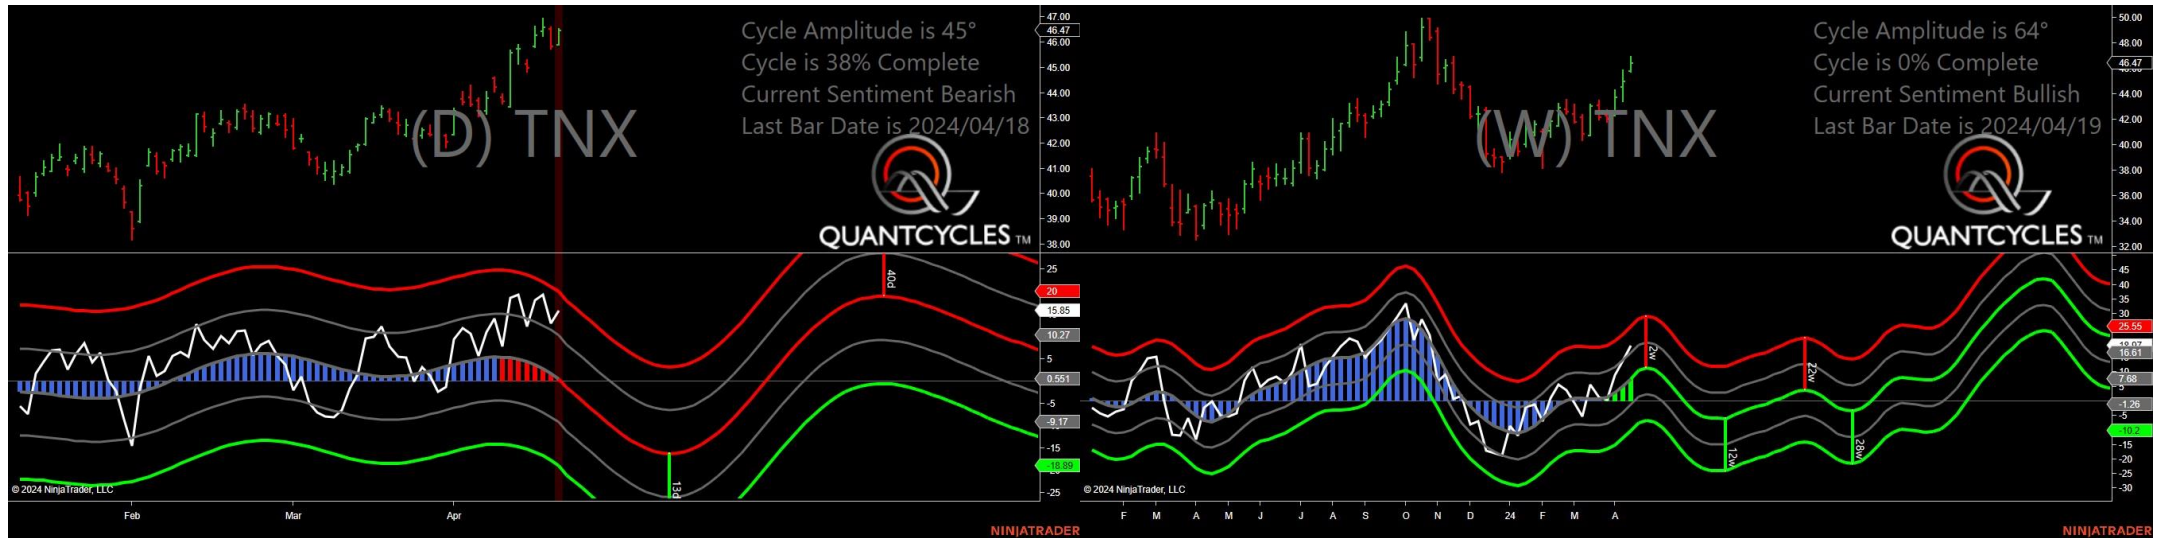 Cycle Amplitude is 45°
Cycle is 38% Complete
Current Sentiment Bearish
Last Bar Date is 2024/04/18
(D) TNX
QUANTCYCLES TM
47.00
46.47
46.00
45.00
44.00
43.00
42.00
41.00
40.00
39.00
38.00
25
20
15.85
10.27
5
0.551
-5
-9.17
-15
-18.89
-25
40d
13d
© 2024 NinjaTrader, LLC
Feb
Mar
Apr
NINJATRADER
Cycle Amplitude is 64°
Cycle is 0% Complete
Current Sentiment Bullish
Last Bar Date is 2024/04/19
(W) TNX
QUANTCYCLES TM
50.00
48.00
46.47
44.00
42.00
40.00
38.00
36.00
34.00
32.00
45
40
35
30
25.55
16.61
7.68
5
-1.26
-5
-10.2
-15
-20
-25
-30
2w
12w
22w
28w
© 2024 NinjaTrader, LLC
F
M
A
M
J
J
A
S
O
N
D
24
F
M
A
NINJATRADER